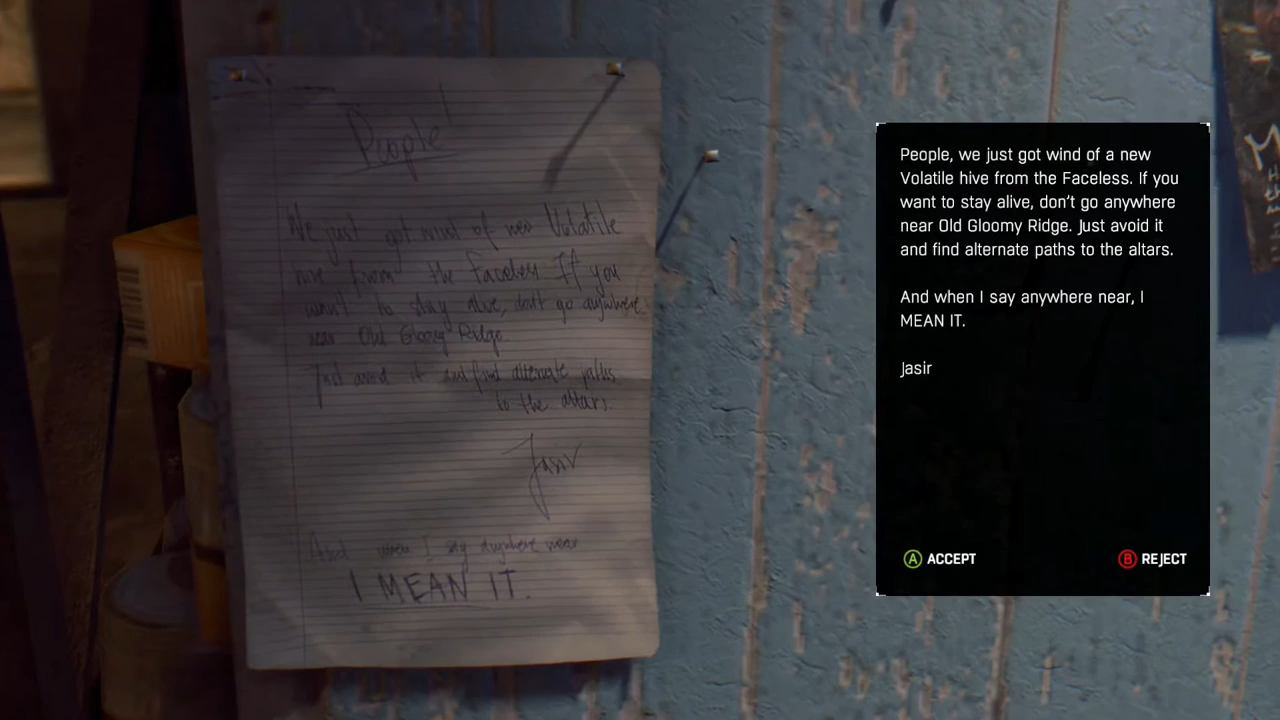 People!
We just got wind of new Volatile
hive from the Faceless If you
want to stay alive, don't go anywhere
near Old Gloomy Ridge.
Just avoid it and find alternate paths
to the altars.
Jasir
And when I say anywhere near
I MEAN IT.
People, we just got wind of a new
Volatile hive from the Faceless. If you
want to stay alive, don't go anywhere
near Old Gloomy Ridge. Just avoid it
and find alternate paths to the altars.
And when I say anywhere near, I
MEAN IT.
Jasir
A ACCEPT
B REJECT